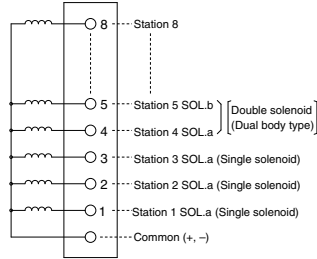 8 Station 8
5 Station 5 SOL.b
4 Station 4 SOL.a
Double solenoid
(Dual body type)
3 Station 3 SOL.a (Single solenoid)
2 Station 2 SOL.a (Single solenoid)
1 Station 1 SOL.a (Single solenoid)
Common (+, –)